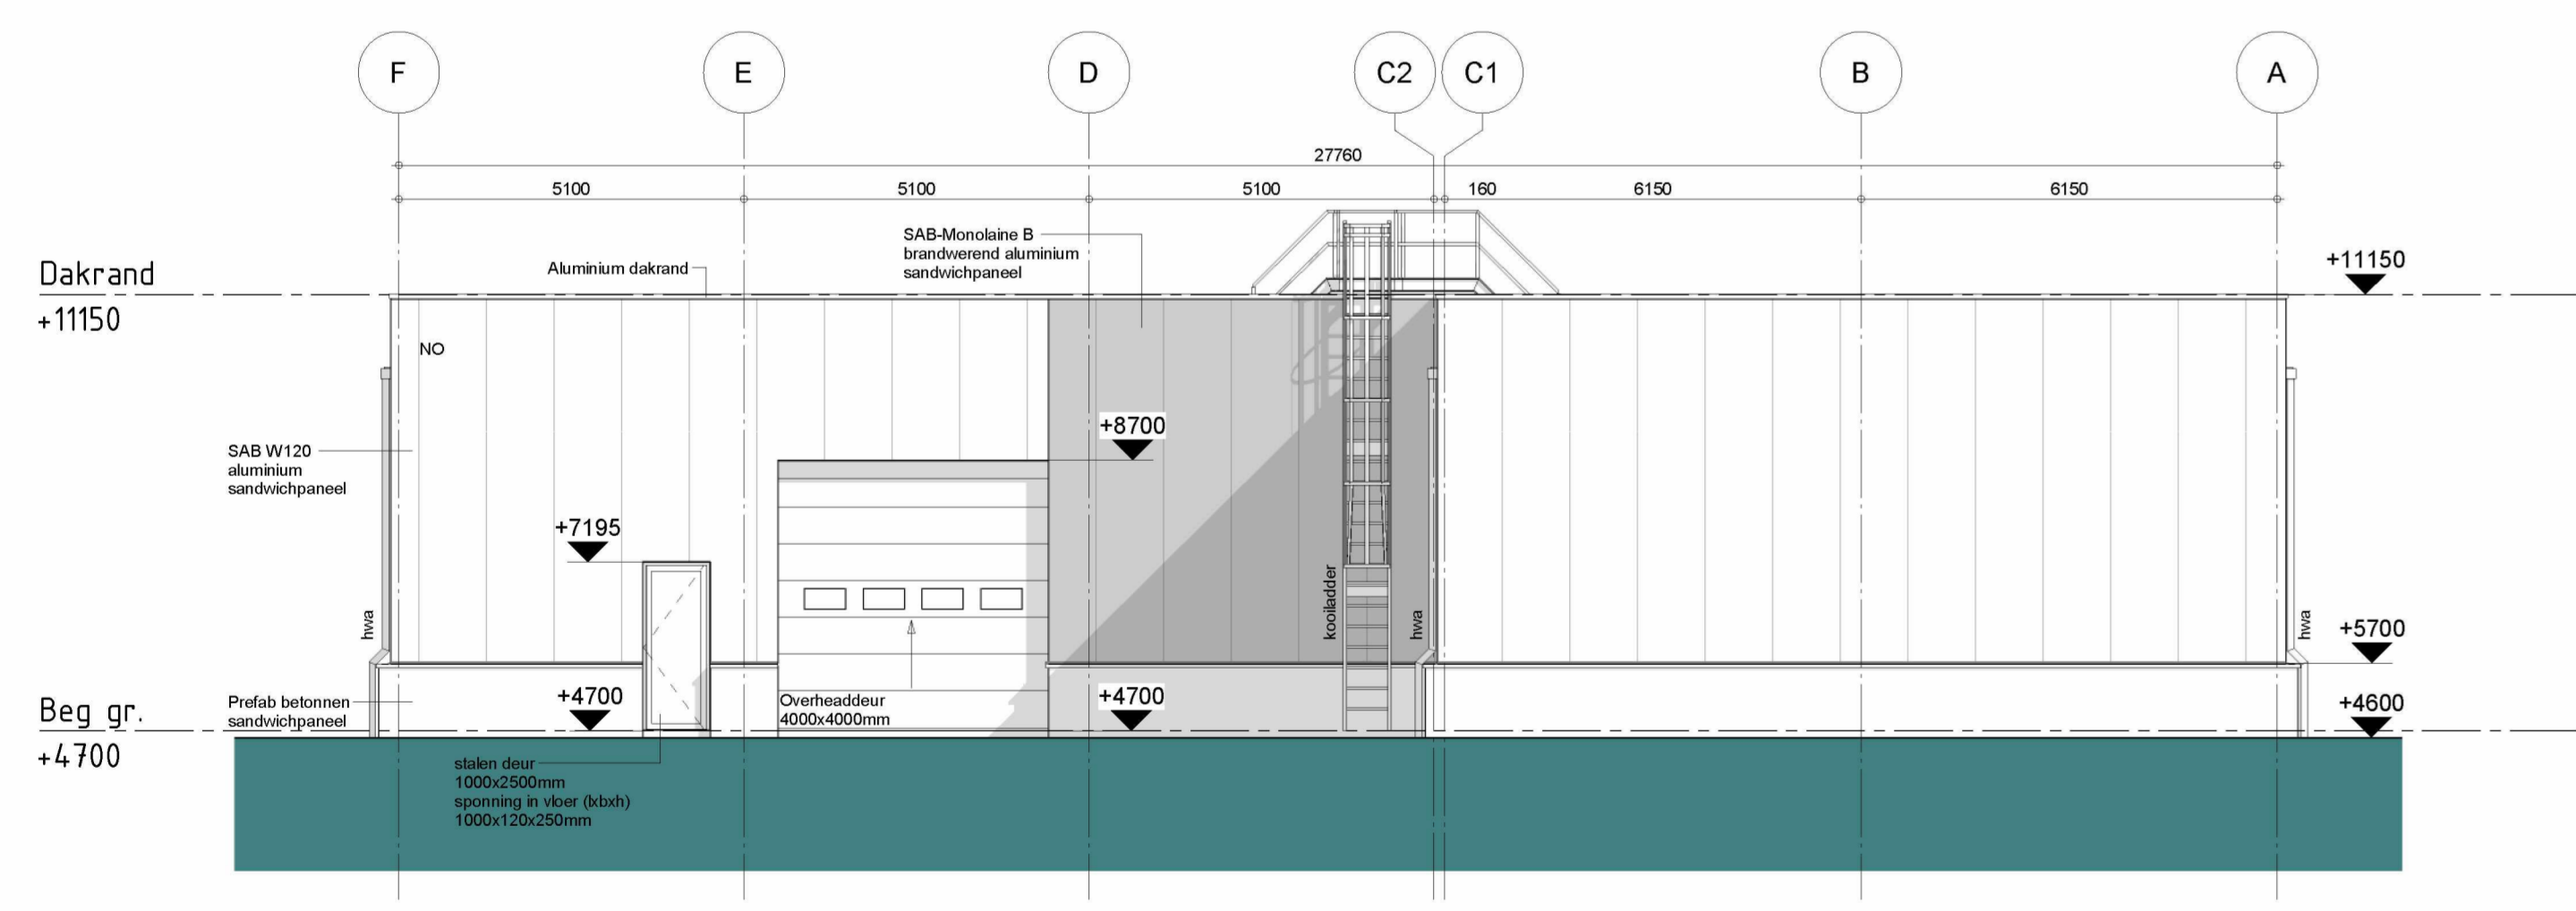 F
E
D
C2
C1
B
A
27760
5100
5100
5100
160
6150
6150
SAB-Monolaine B
brandwerend aluminium
sandwichpaneel
Aluminium dakrand
Dakrand
+11150
+11150
NO
+8700
SAB W120
aluminium
sandwichpaneel
+7195
hwa
kooiladder
hwa
hwa
+5700
Prefab betonnen
sandwichpaneel
+4700
Overheaddeur
4000x4000mm
+4700
+4600
Beg gr.
+4700
stalen deur
1000x2500mm
sponning in vloer (lxbxh)
1000x120x250mm